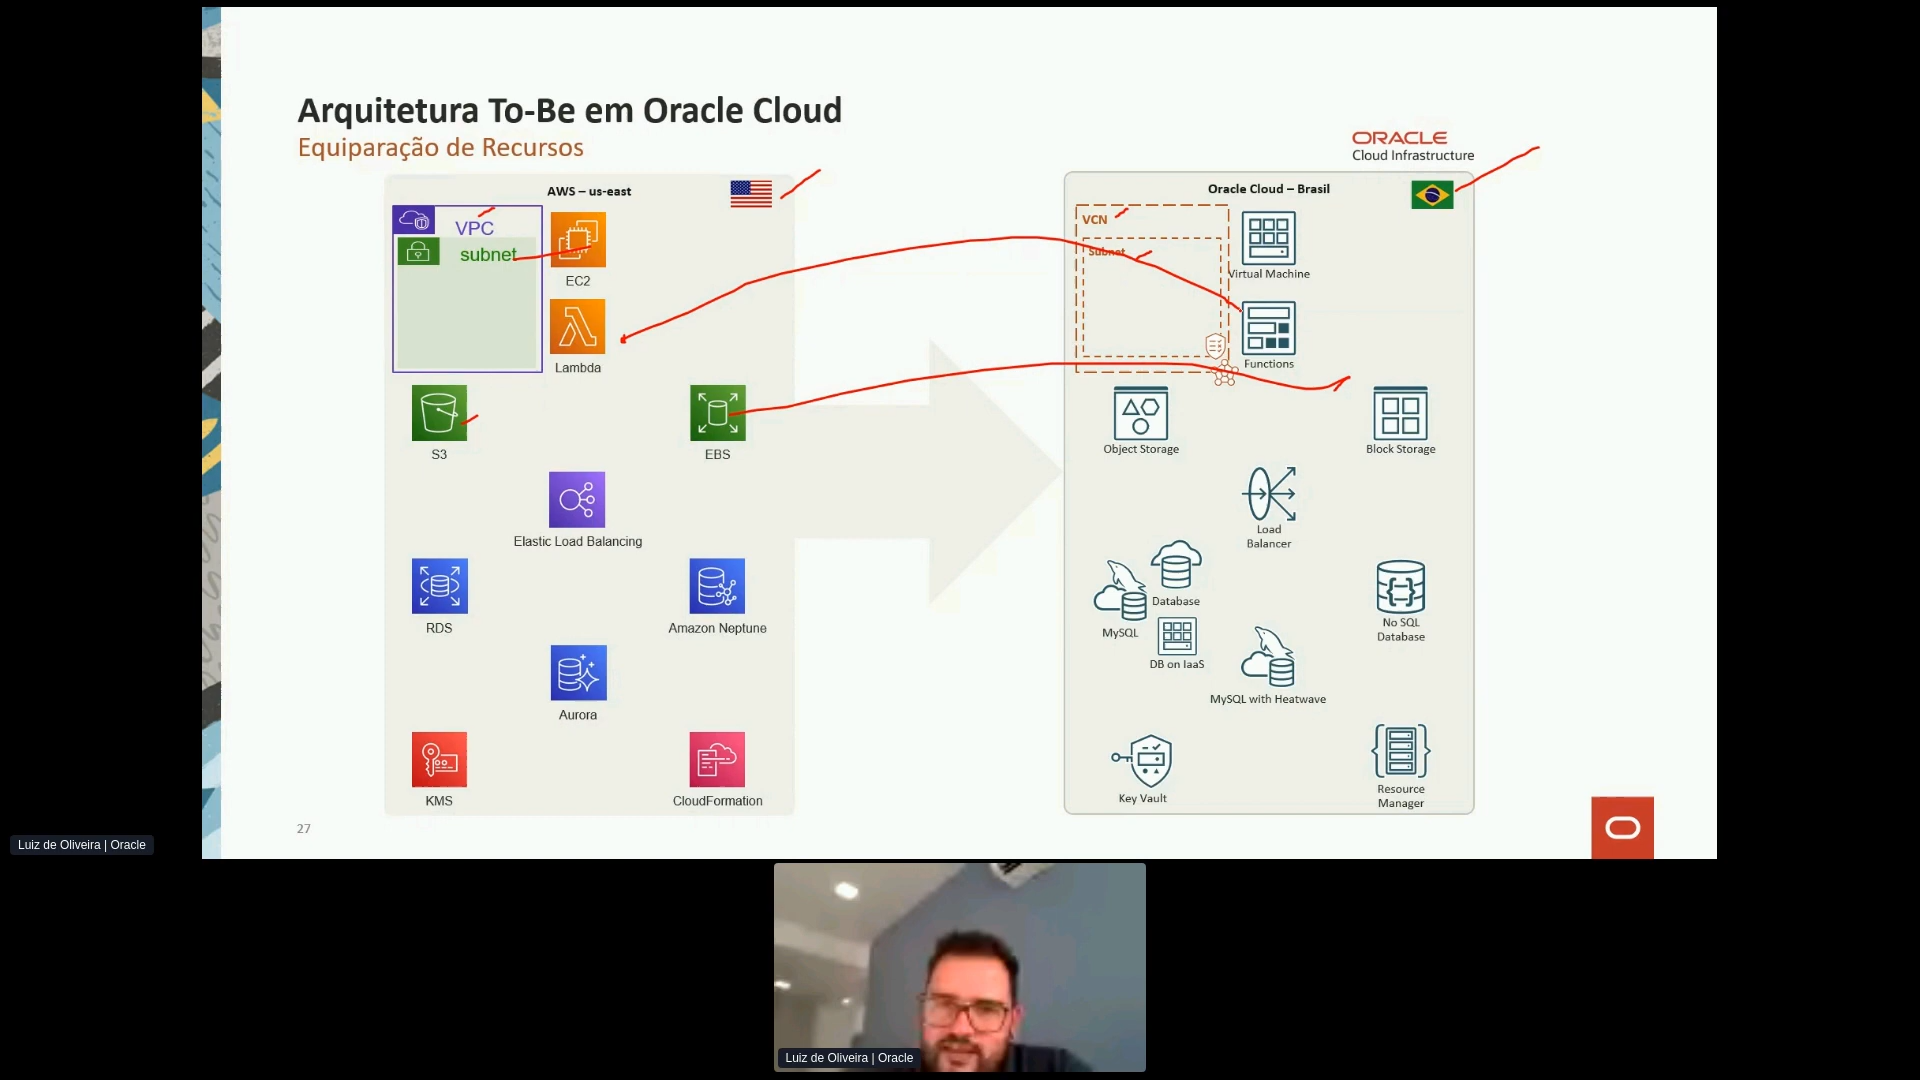 Arquitetura To-Be em Oracle Cloud
Equiparação de Recursos
ORACLE
Cloud Infrastructure
AWS – us-east
VPC
subnet
EC2
Lambda
S3
EBS
Elastic Load Balancing
RDS
Amazon Neptune
Aurora
KMS
CloudFormation
Oracle Cloud – Brasil
VCN
Subnet
Virtual Machine
Functions
Object Storage
Block Storage
Load
Balancer
Database
MySQL
DB on IaaS
No SQL
Database
MySQL with Heatwave
Key Vault
Resource
Manager
27
Luiz de Oliveira | Oracle
Luiz de Oliveira | Oracle